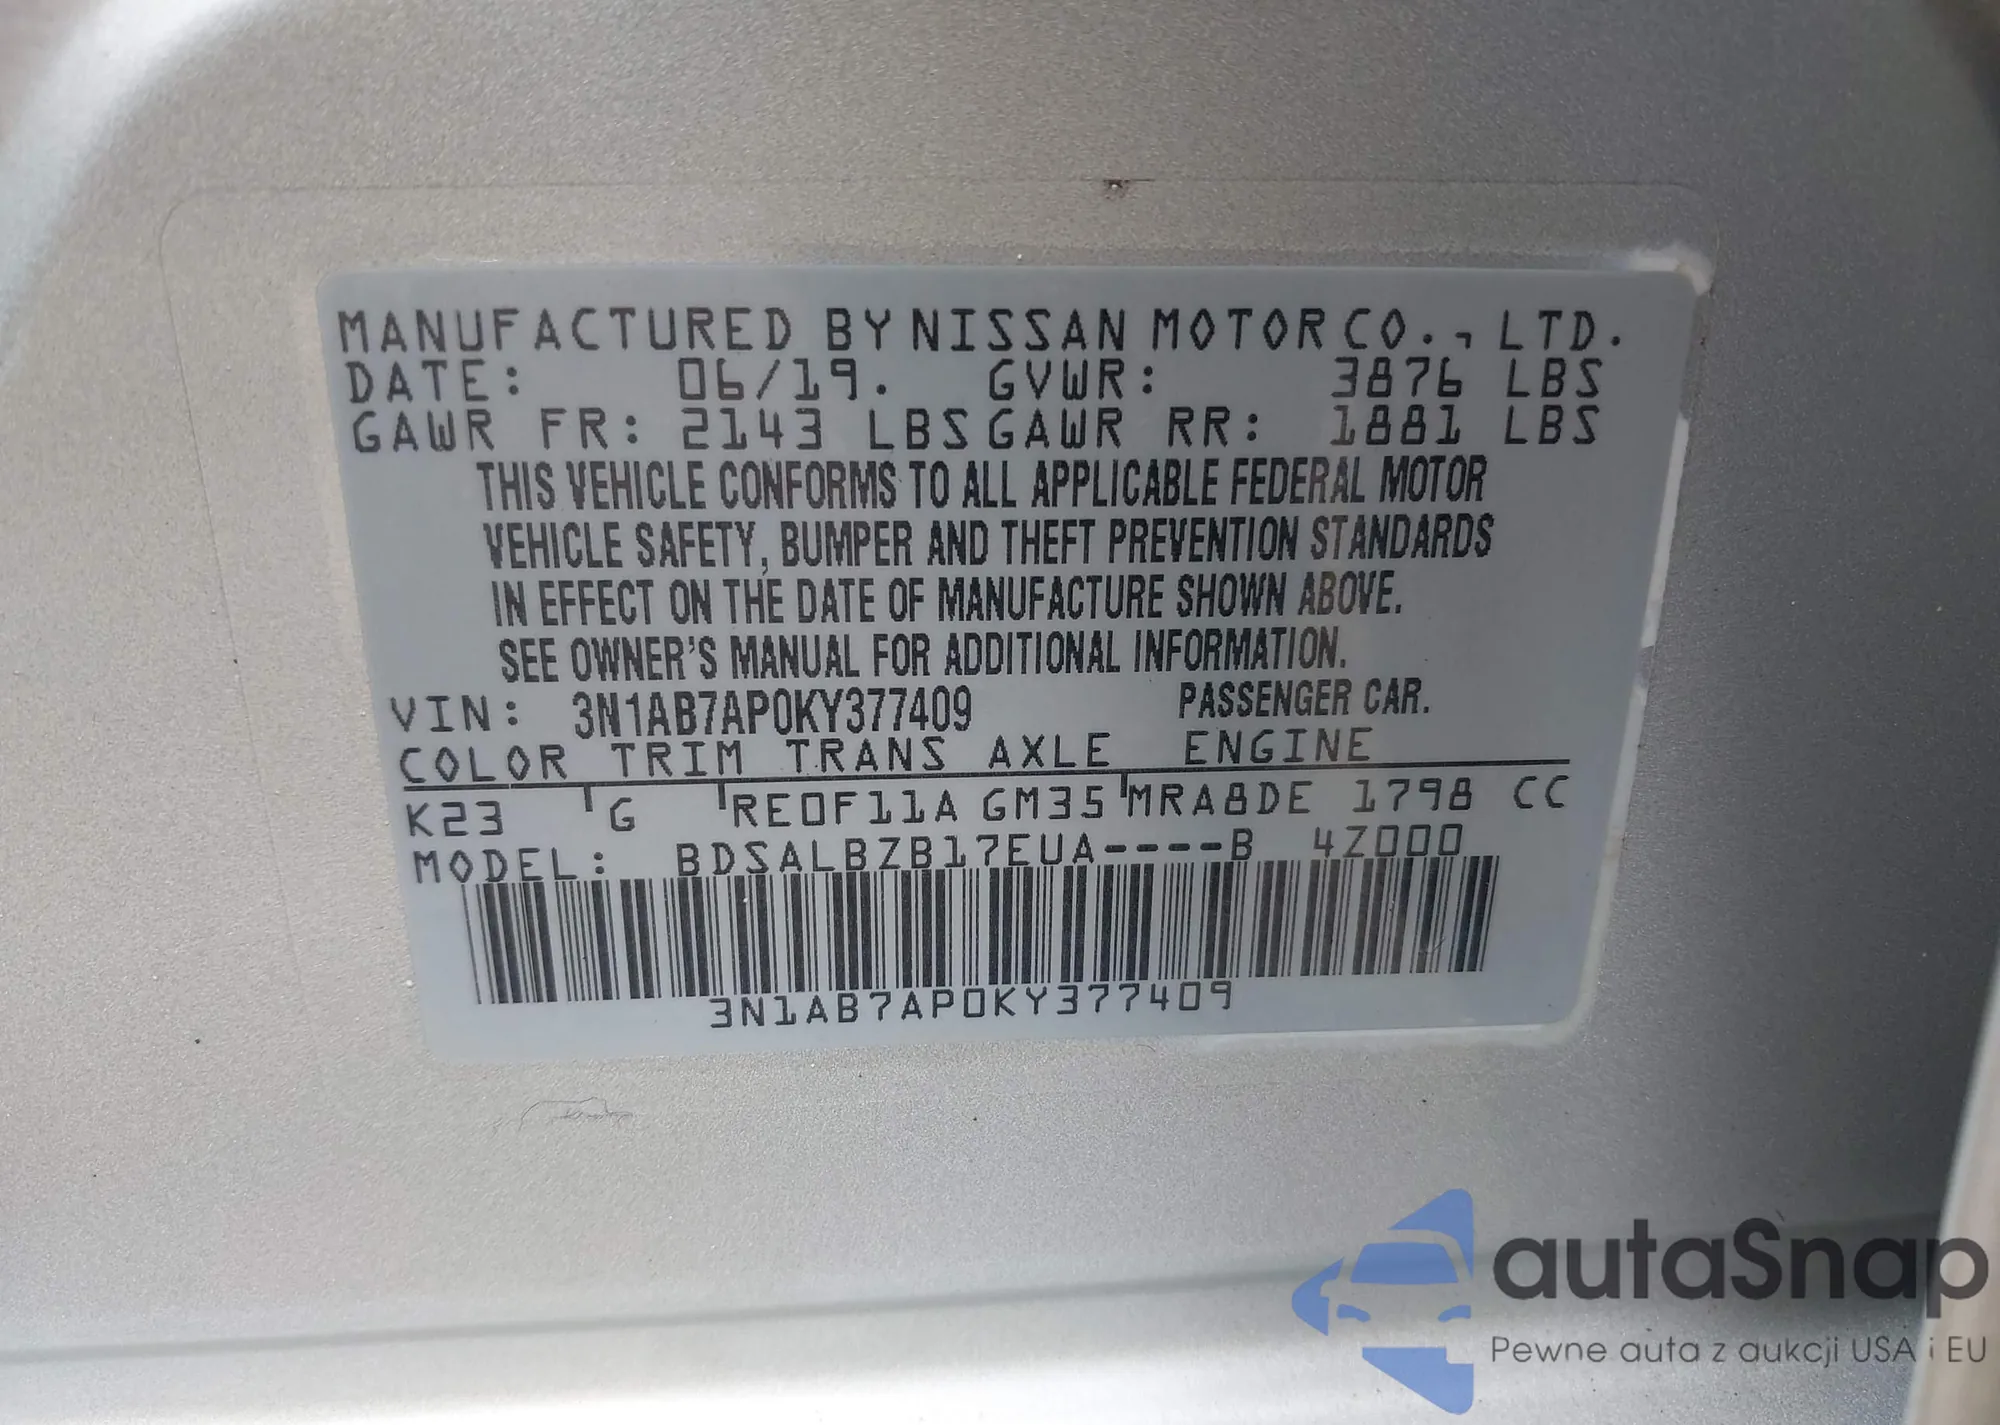 MANUFACTURED BY NISSAN MOTOR CO., LTD.
DATE: 06/19. GVWR: 3876 LBS
GAWR FR: 2143 LBS GAWR RR: 1881 LBS
THIS VEHICLE CONFORMS TO ALL APPLICABLE FEDERAL MOTOR
VEHICLE SAFETY, BUMPER AND THEFT PREVENTION STANDARDS
IN EFFECT ON THE DATE OF MANUFACTURE SHOWN ABOVE.
SEE OWNER'S MANUAL FOR ADDITIONAL INFORMATION.
VIN: 3N1AB7AP0KY377409 PASSENGER CAR.
COLOR TRIM TRANS AXLE ENGINE
K23 G RE0F11A GM35 MRA8DE 1798 CC
MODEL: BDSALBZB17EUA----B 4Z000
3N1AB7AP0KY377409
autaSnap
Pewne auta z aukcji USA i EU